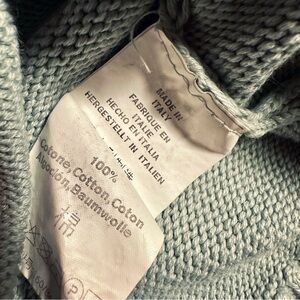 MADE IN
ITALY
FABRIQUE EN
ITALIE
HECHO EN ITALIA
HERGESTELLT IN ITALIEN
100%
Cotone Cotton, Coton
Algodón, Baumwolle
P